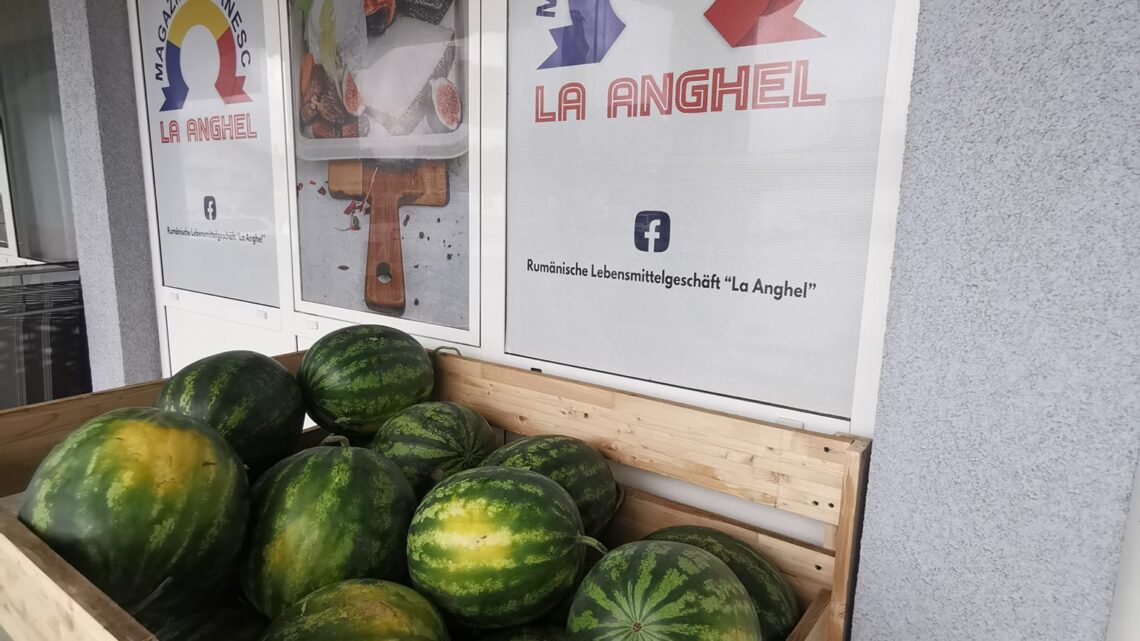 MAGAZIN
LA ANGHEL
f
Rumänische Lebensmittelgeschäft "La Anghel"
LA ANGHEL
f
Rumänische Lebensmittelgeschäft "La Anghel"